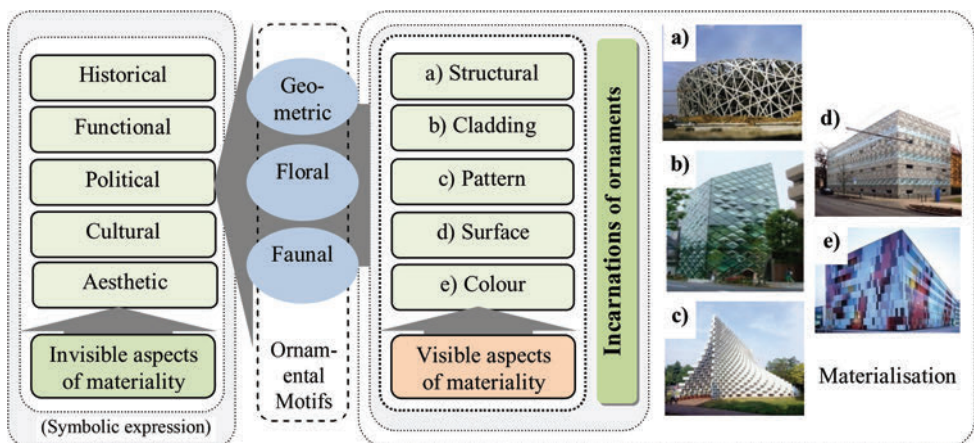 Historical
Functional
Political
Cultural
Aesthetic
Invisible aspects
of materiality
(Symbolic expression)
Geo-
metric
Floral
Faunal
Ornam-
ental
Motifs
a) Structural
b) Cladding
c) Pattern
d) Surface
e) Colour
Visible aspects
of materiality
Incarnations of ornaments
a)
b)
c)
d)
e)
Materialisation